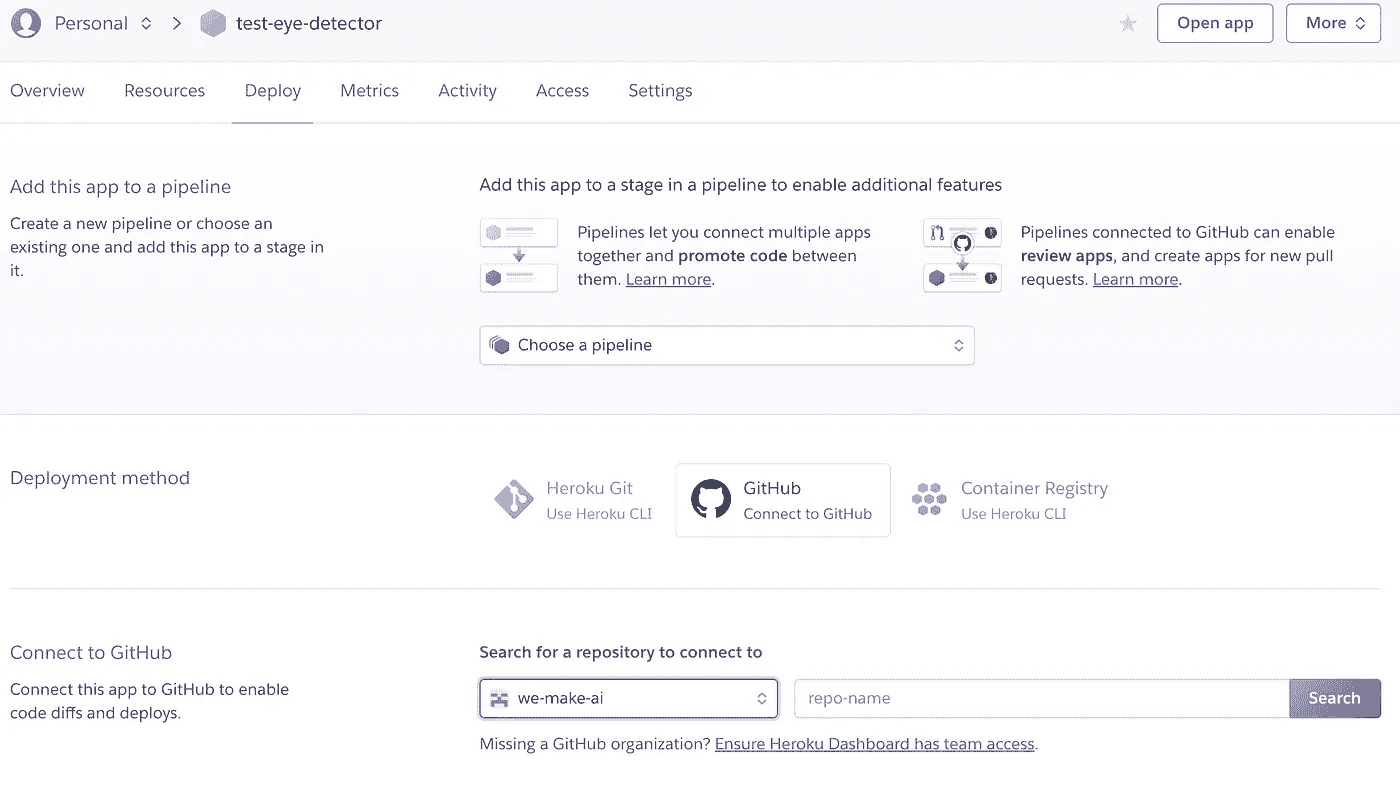 Personal
test-eye-detector
Open app
More
Overview
Resources
Deploy
Metrics
Activity
Access
Settings
Add this app to a pipeline
Create a new pipeline or choose an
existing one and add this app to a stage in
it.
Add this app to a stage in a pipeline to enable additional features
Pipelines let you connect multiple apps
together and promote code between
them. Learn more.
Pipelines connected to GitHub can enable
review apps, and create apps for new pull
requests. Learn more.
Choose a pipeline
Deployment method
Heroku Git
Use Heroku CLI
GitHub
Connect to GitHub
Container Registry
Use Heroku CLI
Connect to GitHub
Connect this app to GitHub to enable
code diffs and deploys.
Search for a repository to connect to
we-make-ai
repo-name
Search
Missing a GitHub organization? Ensure Heroku Dashboard has team access.